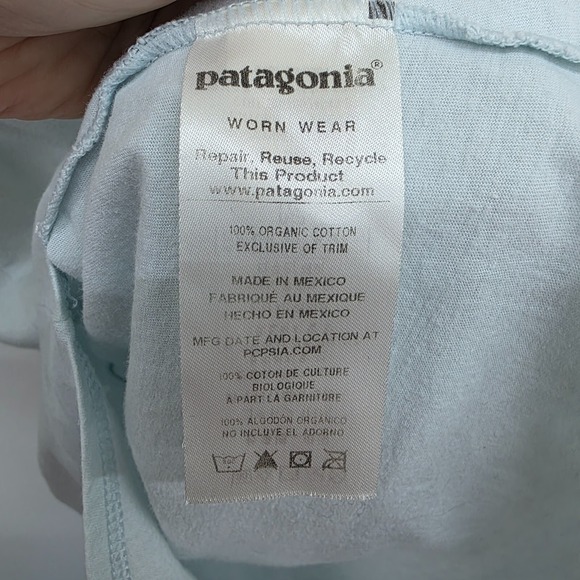 patagonia®
WORN WEAR
Repair, Reuse, Recycle
This Product
www.patagonia.com
100% ORGANIC COTTON
EXCLUSIVE OF TRIM
MADE IN MEXICO
FABRIQUÉ AU MEXIQUE
HECHO EN MEXICO
MFG DATE AND LOCATION AT
PCPSIA.COM
100% COTON DE CULTURE
BIOLOGIQUE
A PART LA GARNITURE
100% ALGODÓN ORGANICO
NO INCLUYE EL ADORNO